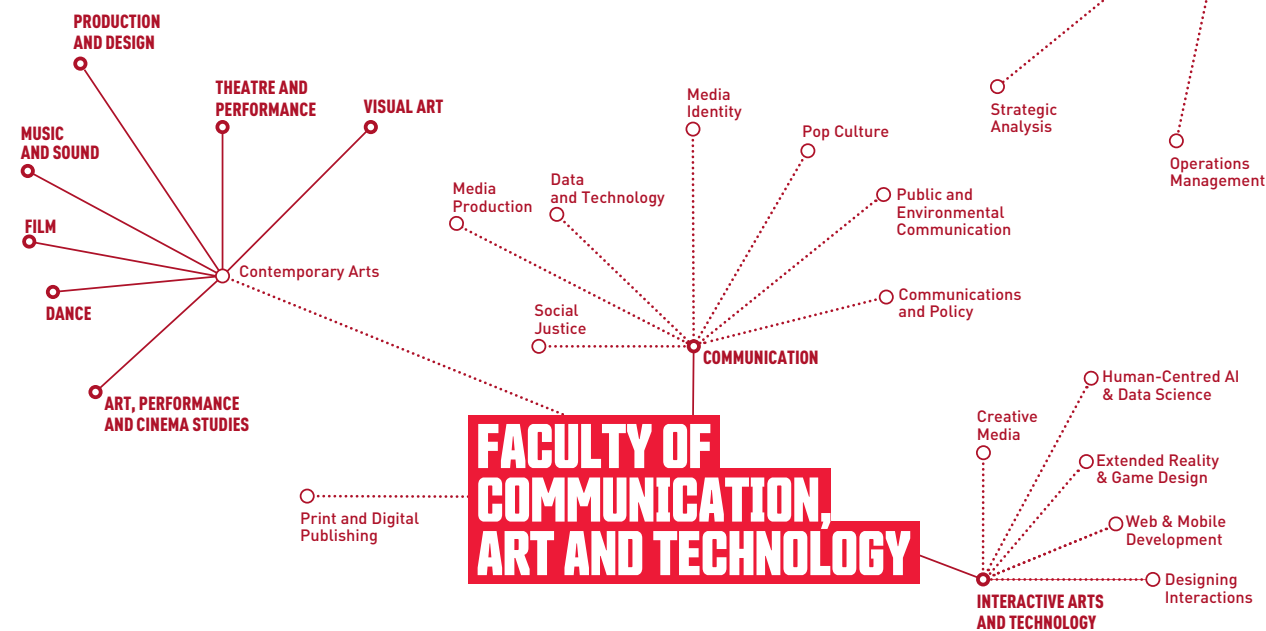 PRODUCTION
AND DESIGN
THEATRE AND
PERFORMANCE
VISUAL ART
MUSIC
AND SOUND
FILM
DANCE
Contemporary Arts
ART, PERFORMANCE
AND CINEMA STUDIES
Media
Identity
Pop Culture
Strategic
Analysis
Operations
Management
Media
Production
Data
and Technology
Public and
Environmental
Communication
Social
Justice
Communications
and Policy
COMMUNICATION
FACULTY OF
COMMUNICATION,
ART AND TECHNOLOGY
Print and Digital
Publishing
Creative
Media
Human-Centred AI
& Data Science
Extended Reality
& Game Design
Web & Mobile
Development
Designing
Interactions
INTERACTIVE ARTS
AND TECHNOLOGY